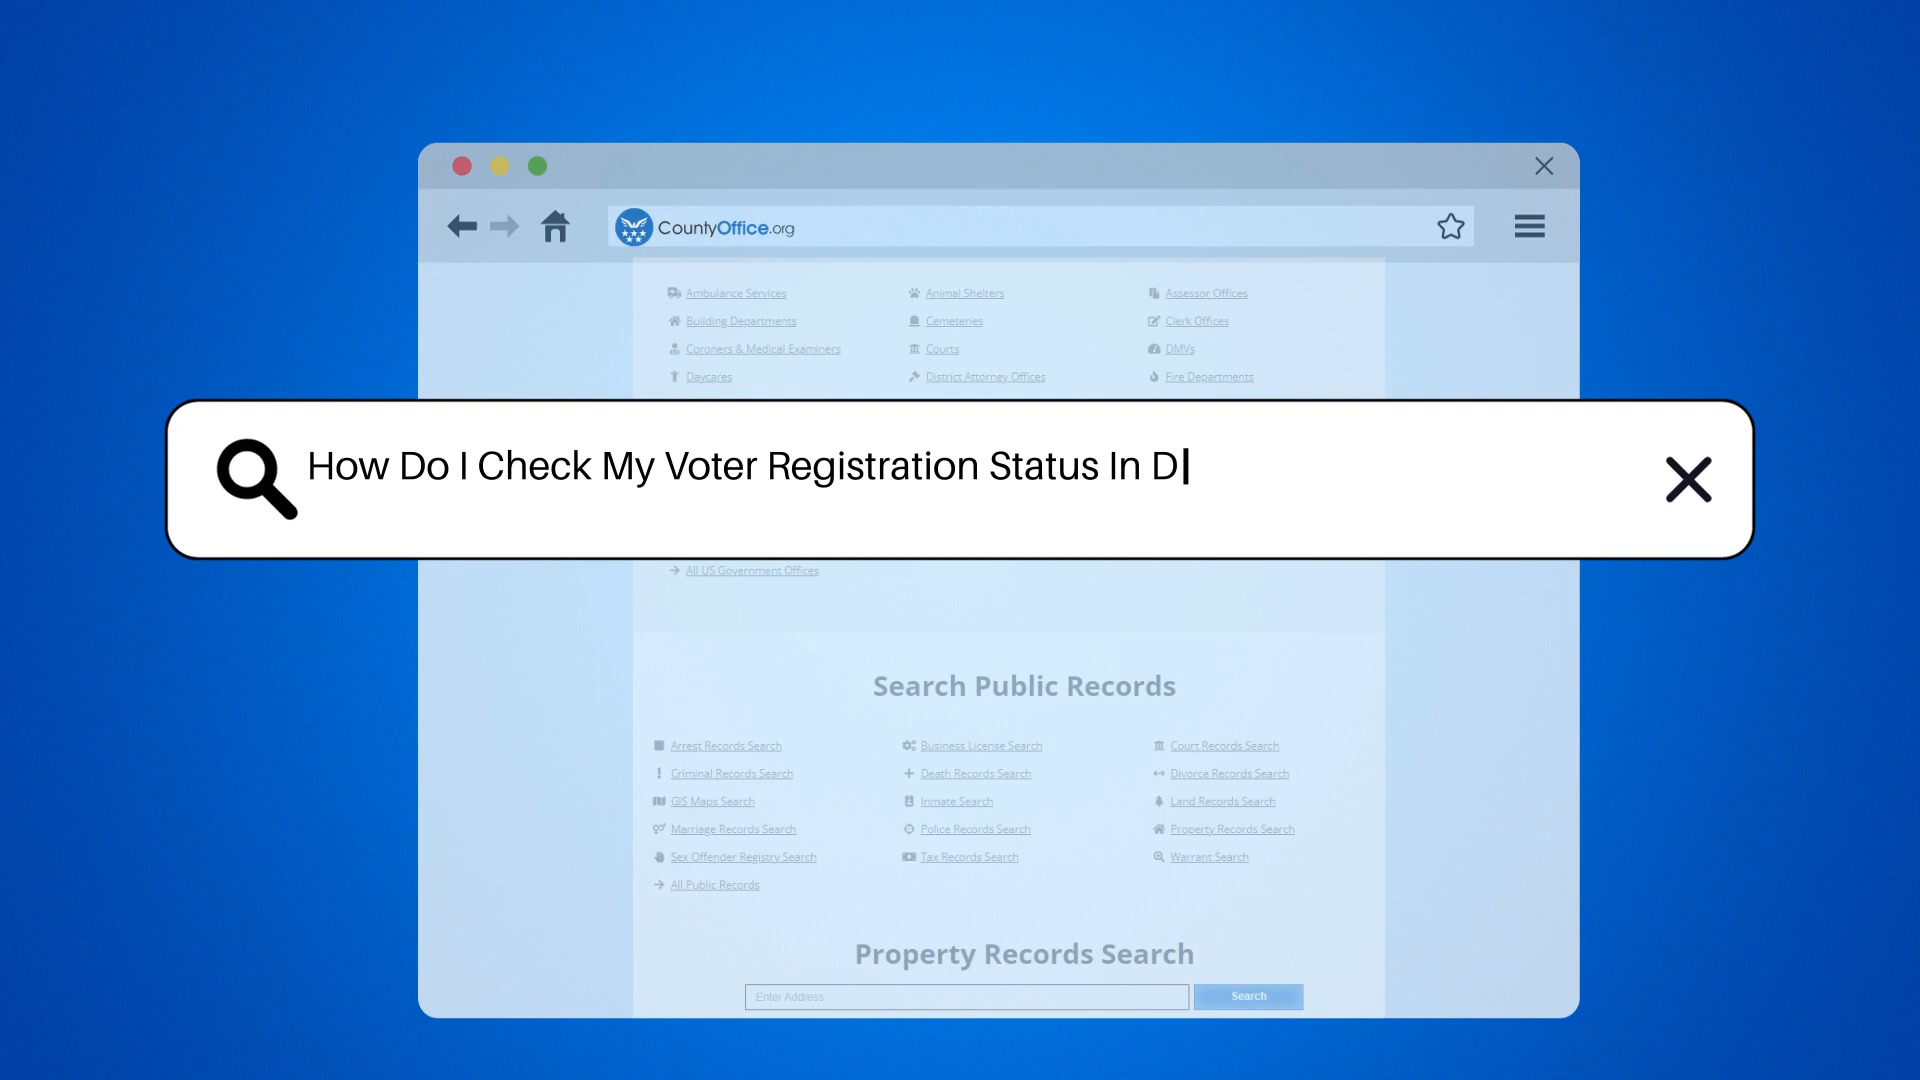 CountyOffice.org
Ambulance Services Animal Shelters Assessor Offices
Building Departments Cemeteries Clerk Offices
Coroners & Medical Examiners Courts DMVs
Daycares District Attorney Offices Fire Departments
How Do I Check My Voter Registration Status In D
All US Government Offices
Search Public Records
Arrest Records Search Business License Search Court Records Search
Criminal Records Search Death Records Search Divorce Records Search
GIS Maps Search Inmate Search Land Records Search
Marriage Records Search Police Records Search Property Records Search
Sex Offender Registry Search Tax Records Search Warrant Search
All Public Records
Property Records Search
Enter Address Search